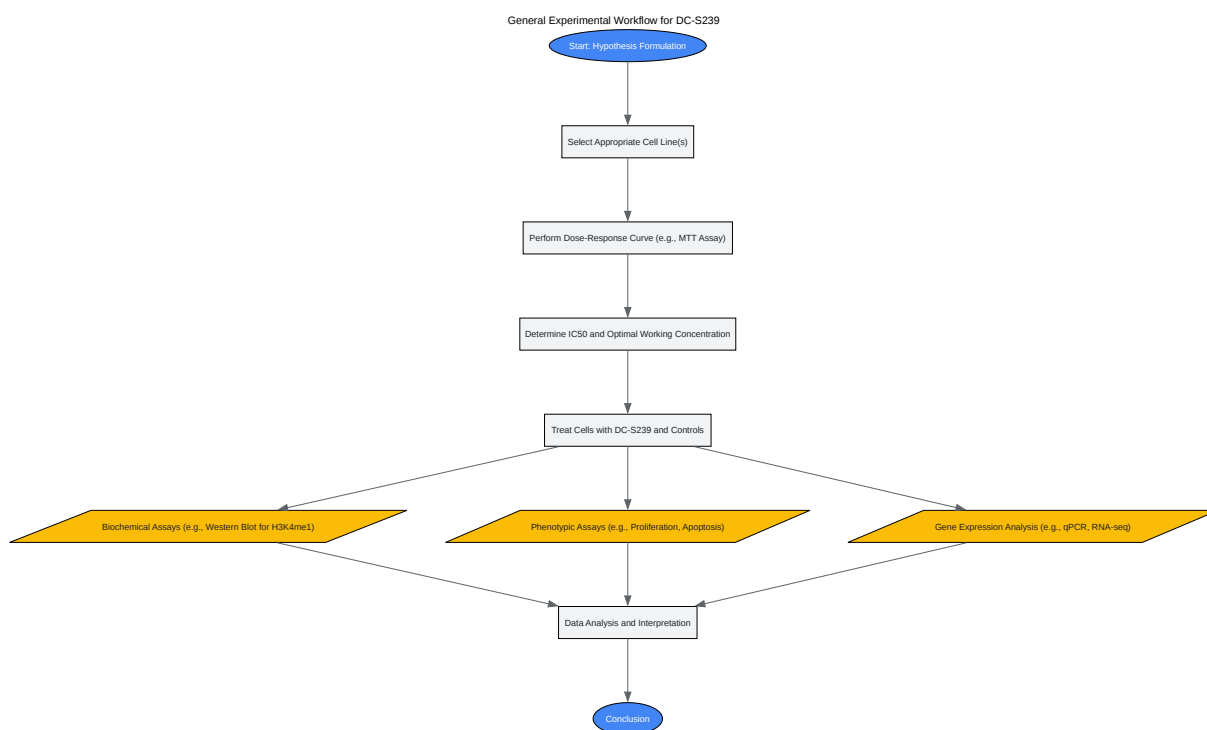 General Experimental Workflow for DC-S239
Start: Hypothesis Formulation
Select Appropriate Cell Line(s)
Perform Dose-Response Curve (e.g., MTT Assay)
Determine IC50 and Optimal Working Concentration
Treat Cells with DC-S239 and Controls
Biochemical Assays (e.g., Western Blot for H3K4me1)
Phenotypic Assays (e.g., Proliferation, Apoptosis)
Gene Expression Analysis (e.g., qPCR, RNA-seq)
Data Analysis and Interpretation
Conclusion